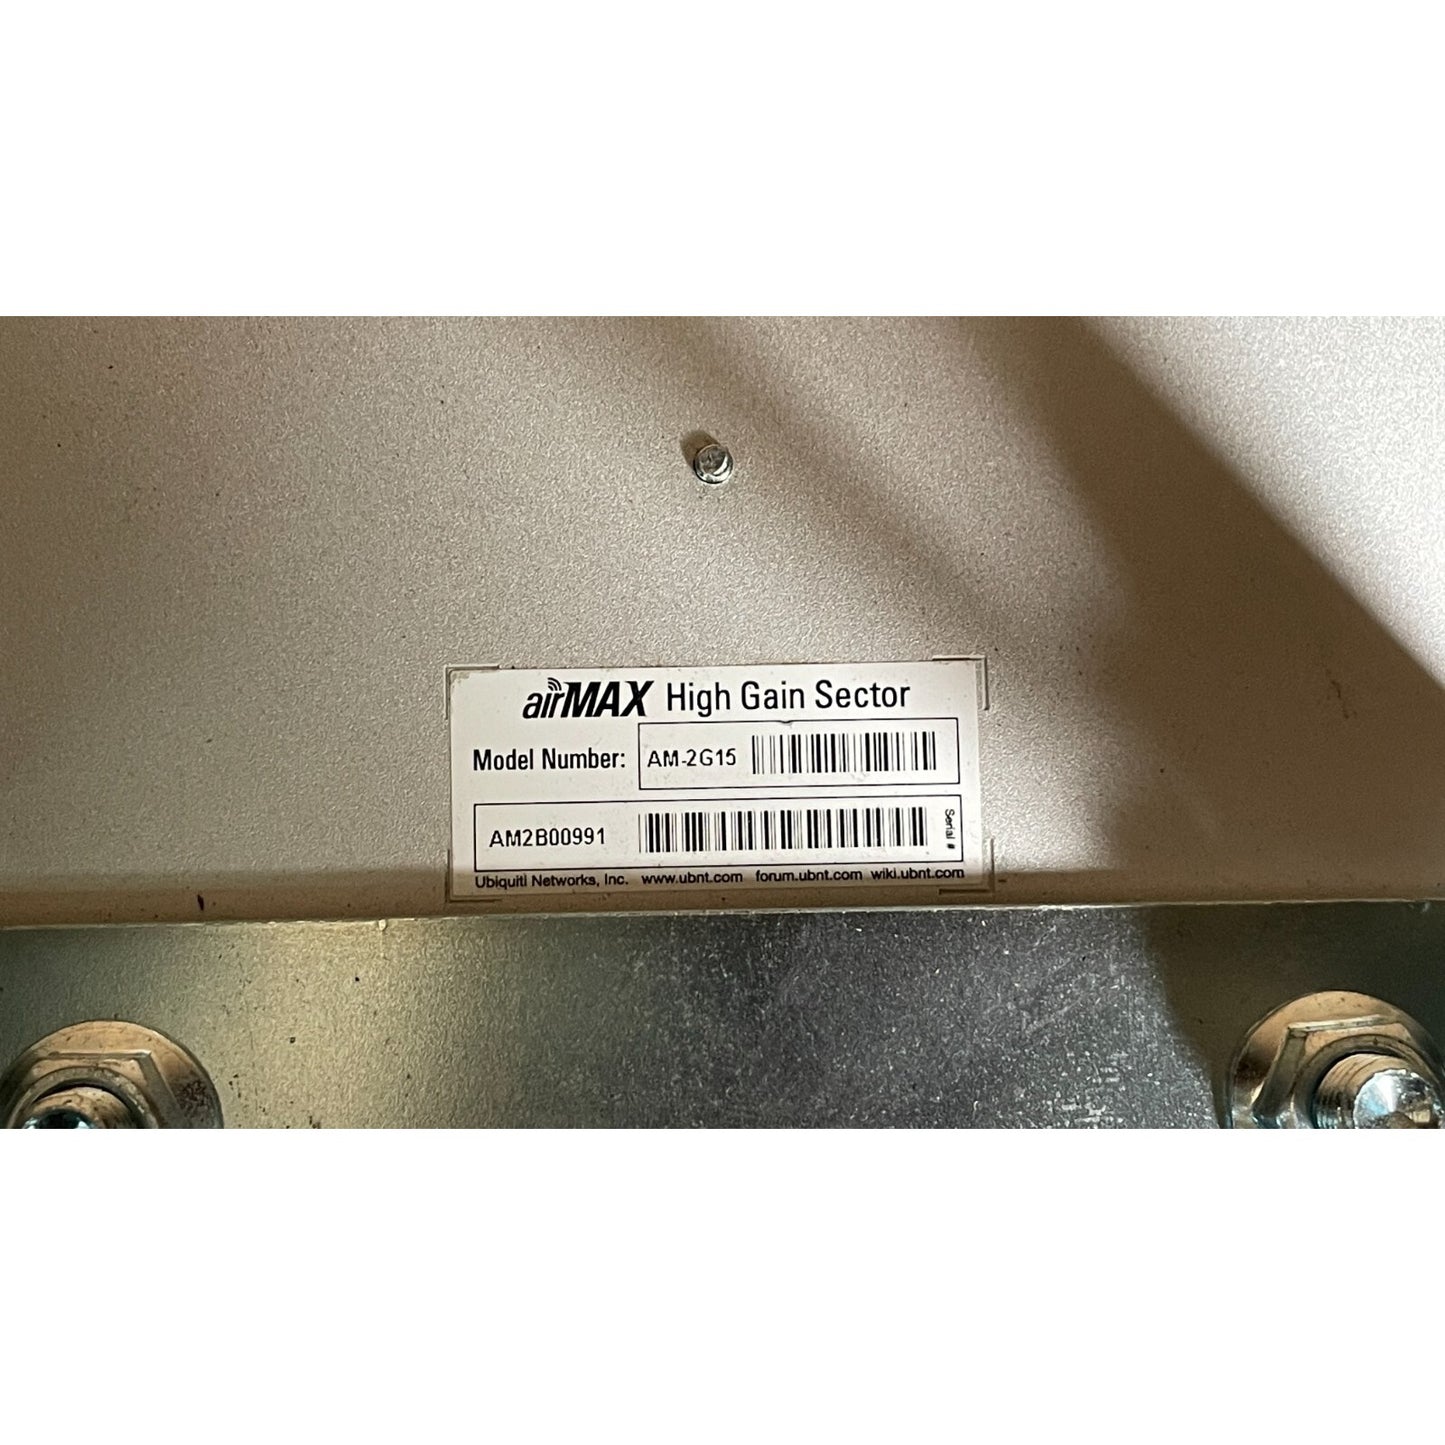 airMAX High Gain Sector
Model Number: AM-2G15
AM2B00991 Serial #
Ubiquiti Networks, Inc. www.ubnt.com forum.ubnt.com wiki.ubnt.com